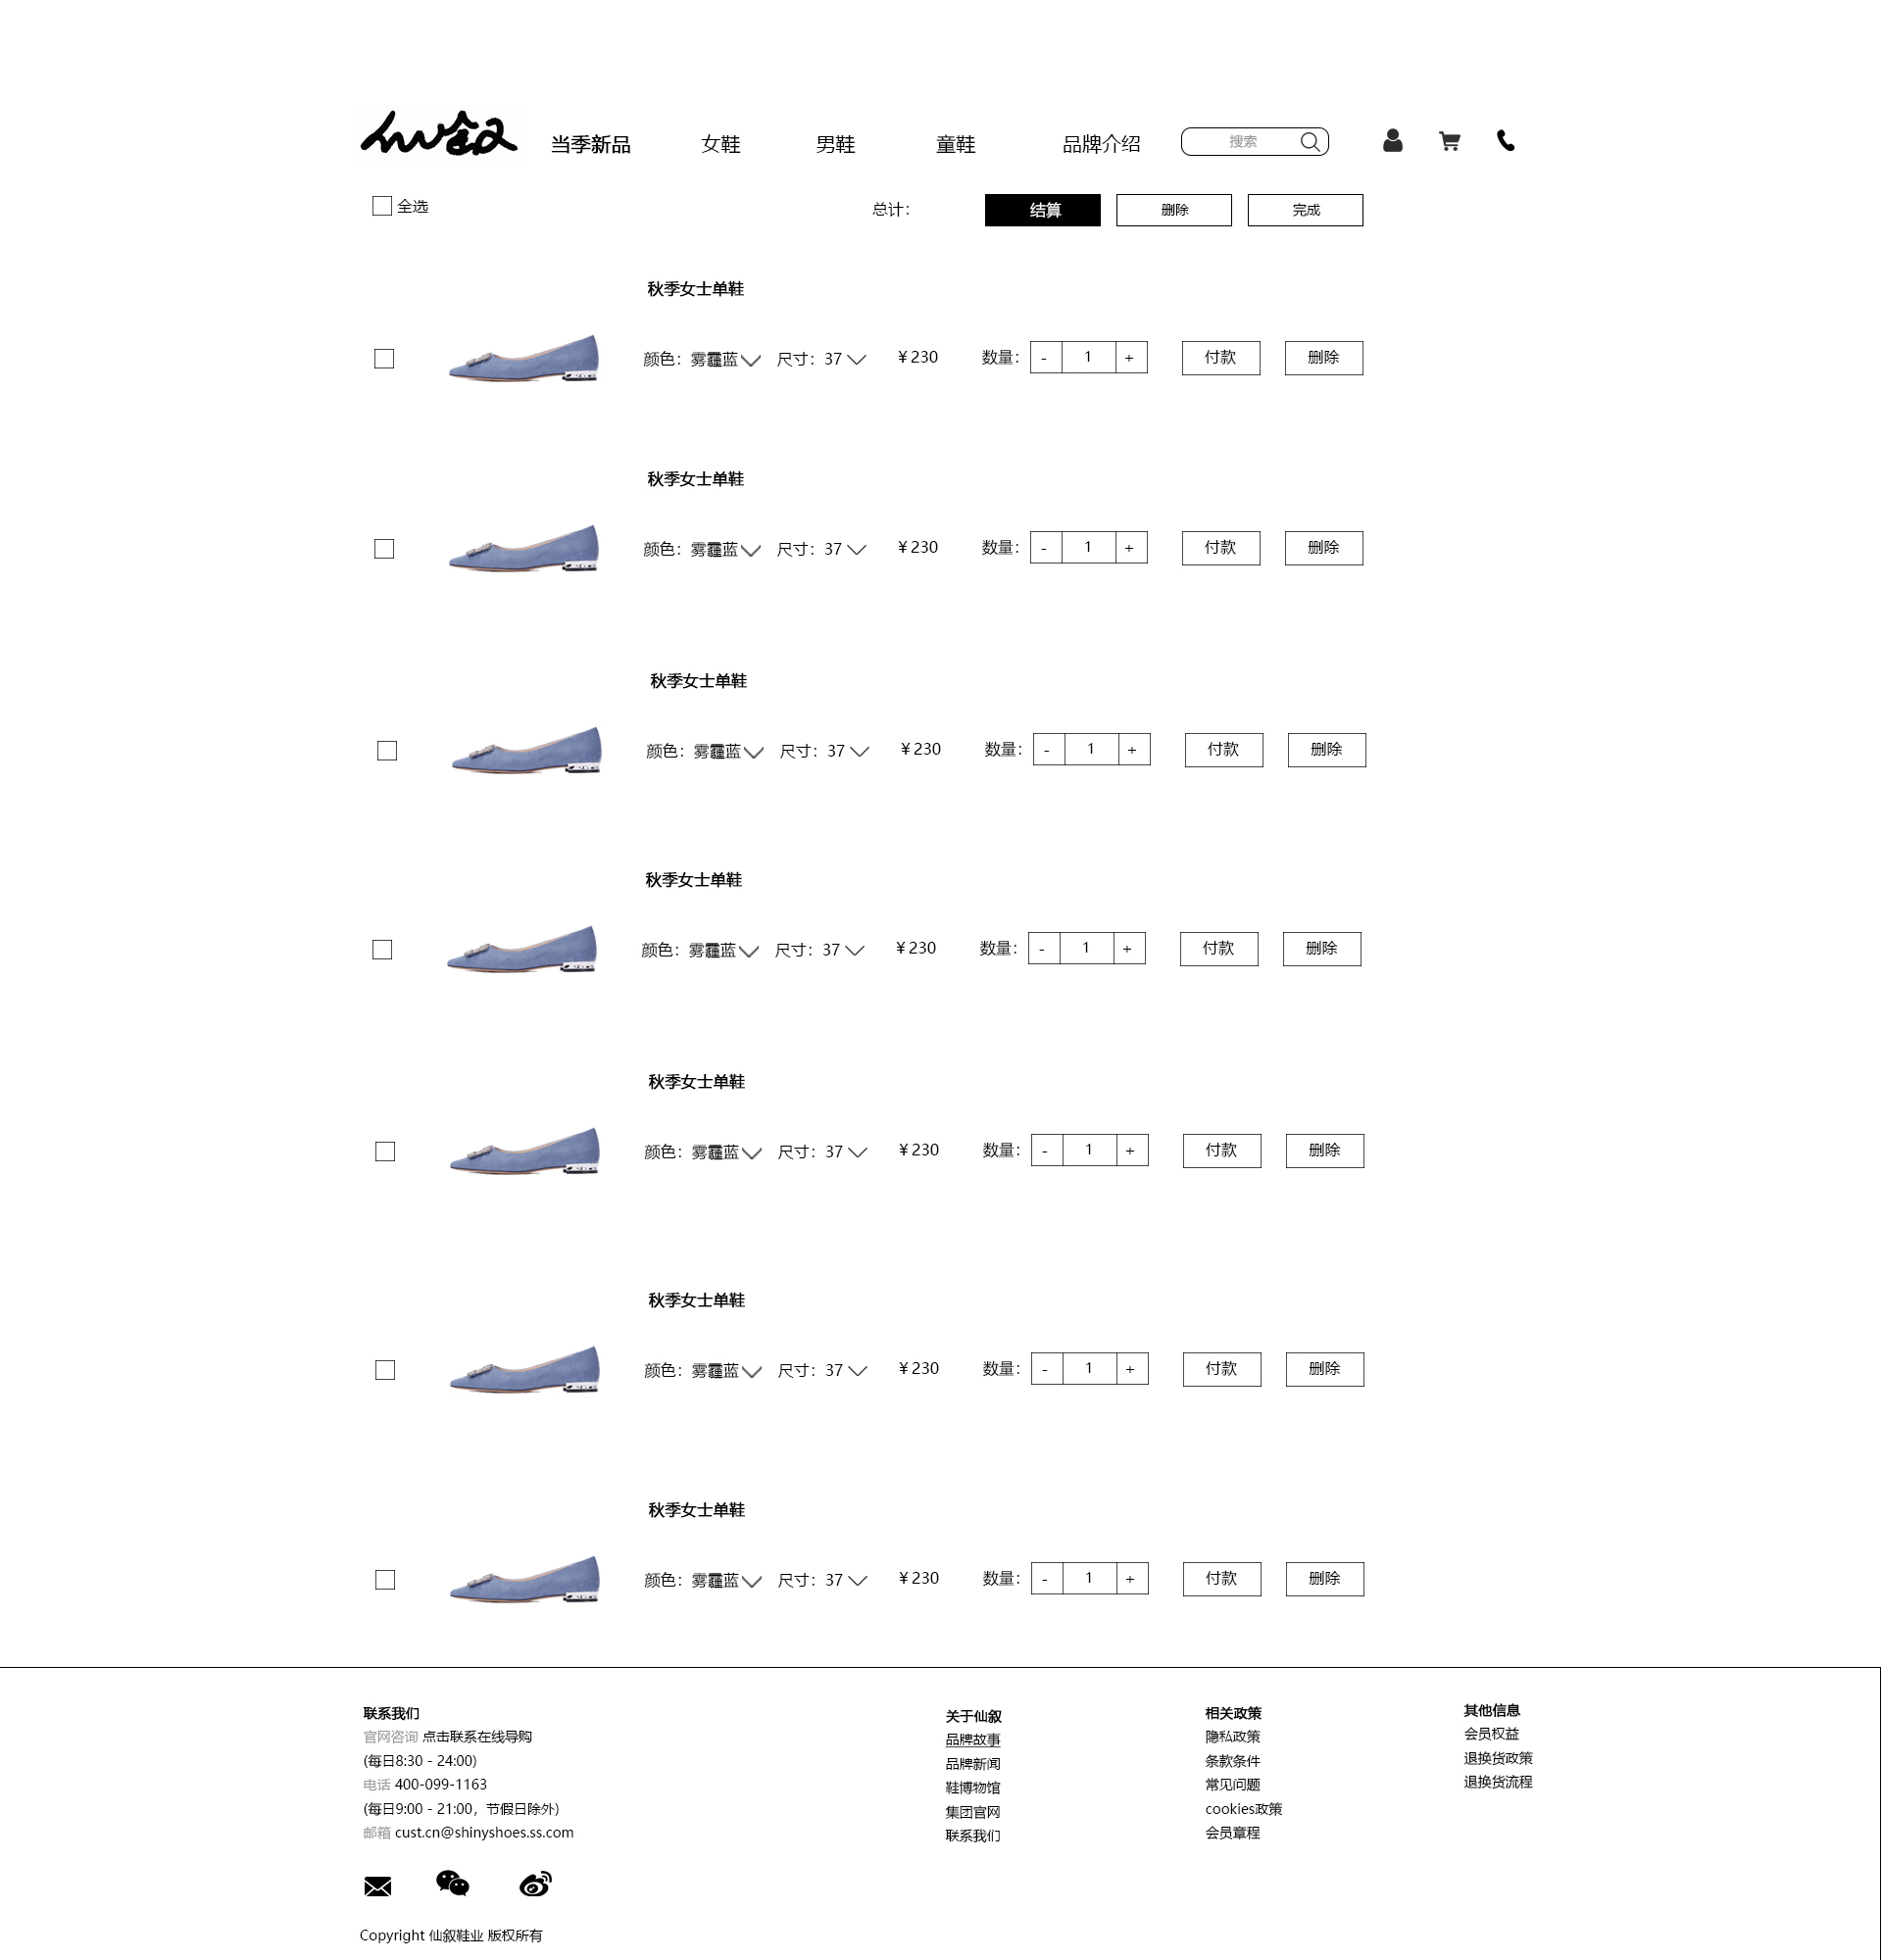 仙叙 当季新品 女鞋 男鞋 童鞋 品牌介绍 搜索
全选 总计： 结算 删除 完成
秋季女士单鞋
颜色：雾霾蓝 尺寸：37 ￥230 数量： - 1 + 付款 删除
秋季女士单鞋
颜色：雾霾蓝 尺寸：37 ￥230 数量： - 1 + 付款 删除
秋季女士单鞋
颜色：雾霾蓝 尺寸：37 ￥230 数量： - 1 + 付款 删除
秋季女士单鞋
颜色：雾霾蓝 尺寸：37 ￥230 数量： - 1 + 付款 删除
秋季女士单鞋
颜色：雾霾蓝 尺寸：37 ￥230 数量： - 1 + 付款 删除
秋季女士单鞋
颜色：雾霾蓝 尺寸：37 ￥230 数量： - 1 + 付款 删除
秋季女士单鞋
颜色：雾霾蓝 尺寸：37 ￥230 数量： - 1 + 付款 删除
联系我们
官网咨询 点击联系在线导购
(每日8:30 - 24:00)
电话 400-099-1163
(每日9:00 - 21:00，节假日除外)
邮箱 cust.cn@shinyshoes.ss.com
关于仙叙
品牌故事
品牌新闻
鞋博物馆
集团官网
联系我们
相关政策
隐私政策
条款条件
常见问题
cookies政策
会员章程
其他信息
会员权益
退换货政策
退换货流程
Copyright 仙叙鞋业 版权所有